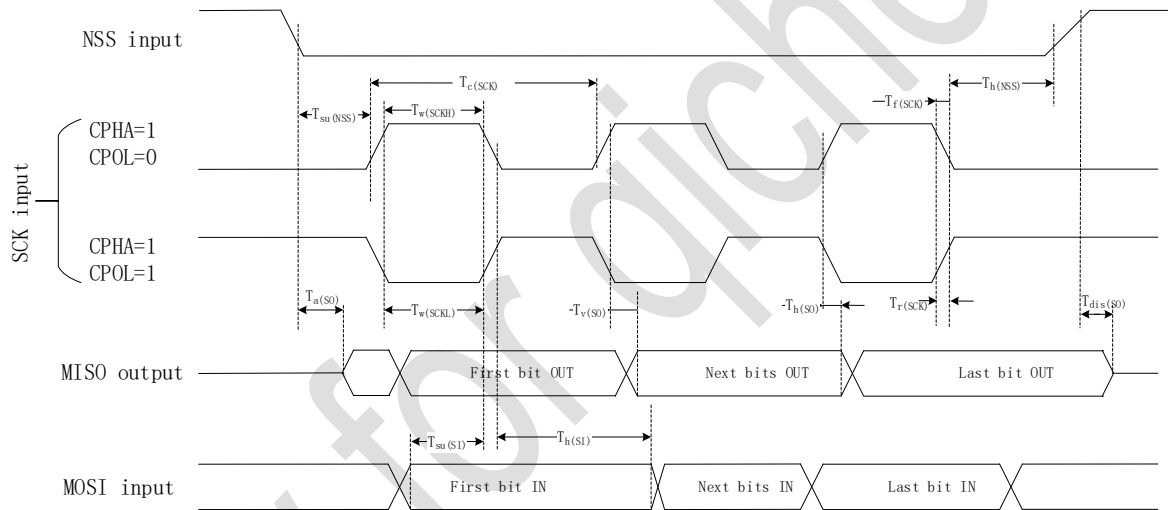 NSS input
Tc(SCK)
Th(NSS)
Tsu(NSS)
Tw(SCKH)
Tf(SCK)
SCK input
CPHA=1
CPOL=0
CPHA=1
CPOL=1
Ta(SO)
Tw(SCKL)
Tv(SO)
Th(SO)
Tr(SCK)
Tdis(SO)
MISO output
First bit OUT
Next bits OUT
Last bit OUT
Tsu(SI)
Th(SI)
MOSI input
First bit IN
Next bits IN
Last bit IN
for